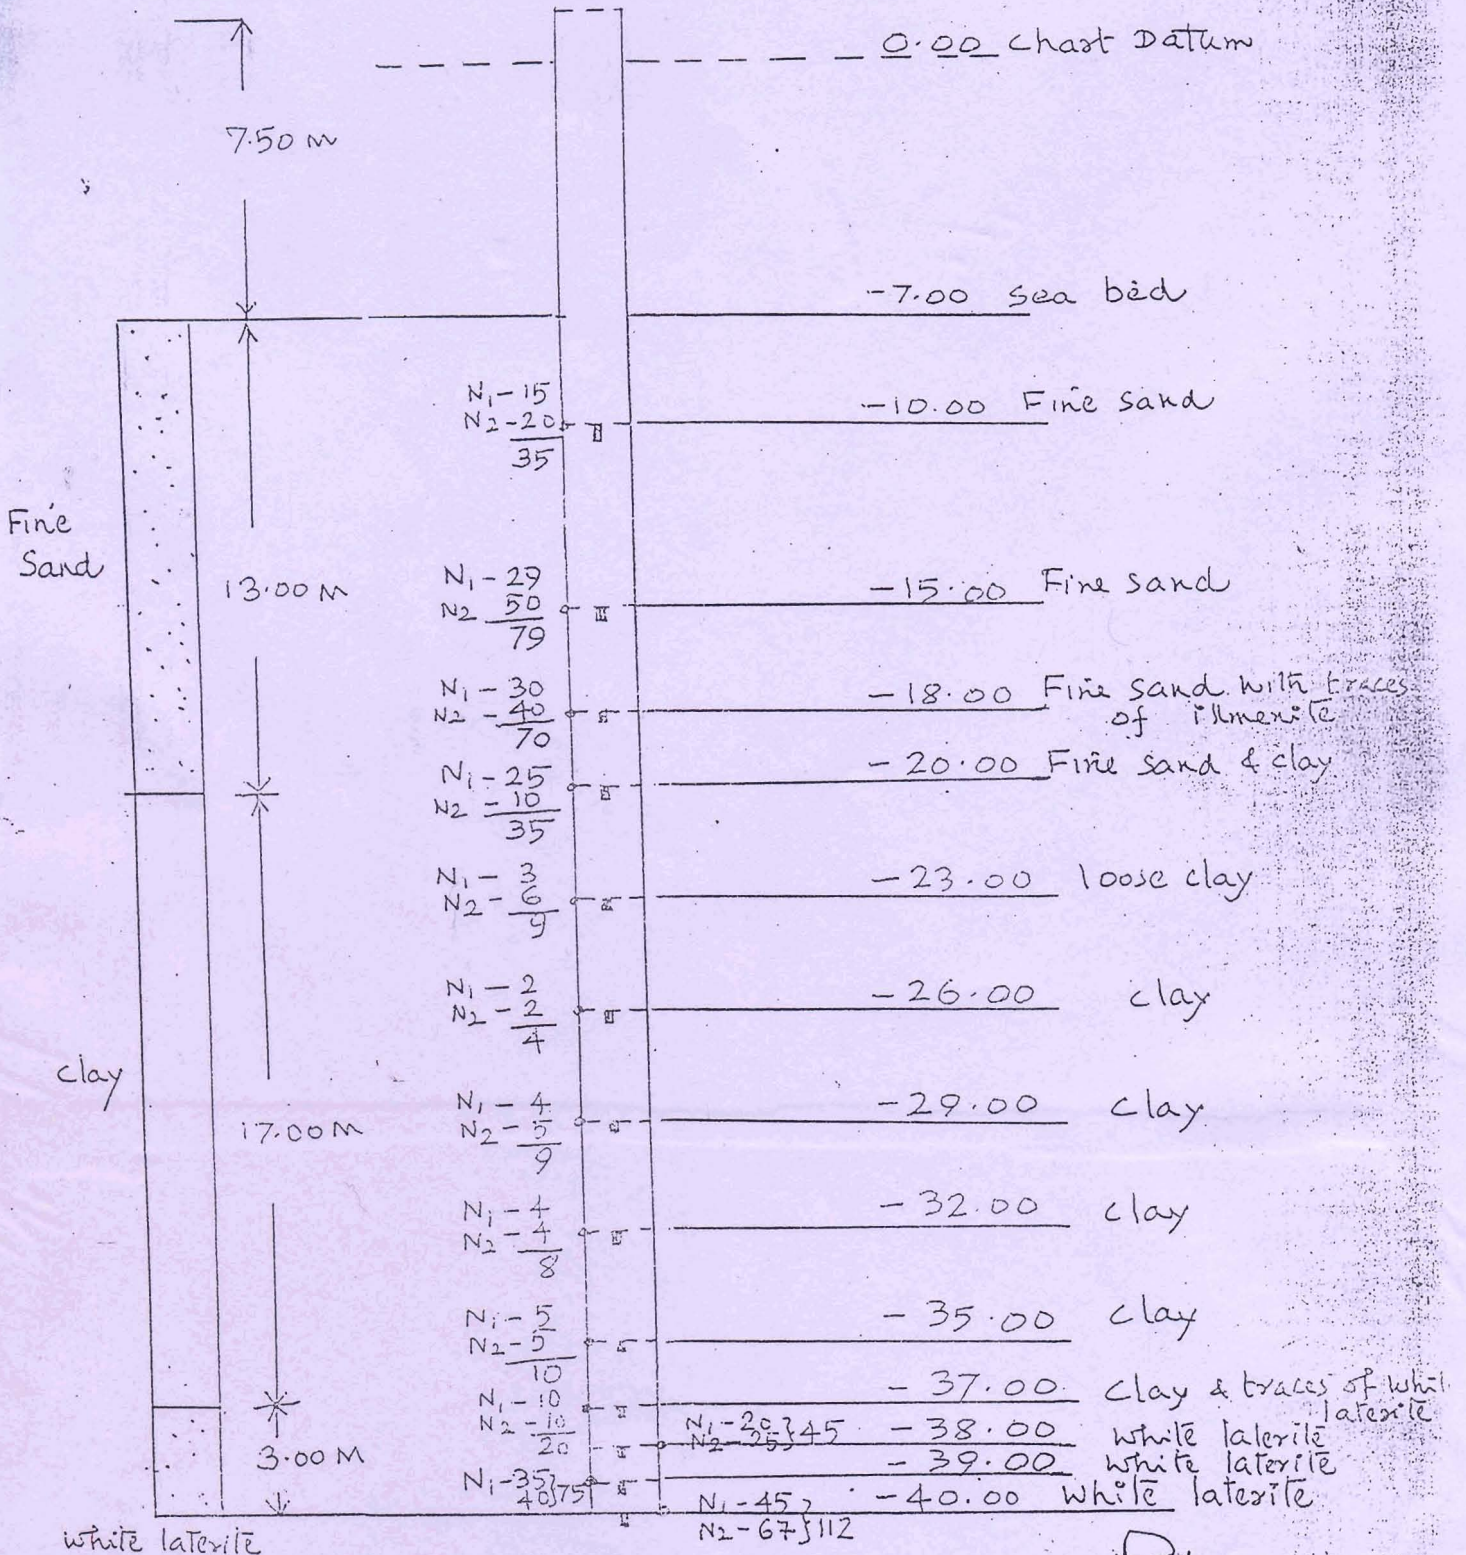 0.00 Chart Datum
7.50 M
-7.00 Sea bed
N1-15
N2-20
35
-10.00 Fine sand
Fine
Sand
13.00 M
N1-29
N2 50
79
-15.00 Fine sand
N1-30
N2-40
70
-18.00 Fine sand with traces
of illmenite
N1-25
N2-10
35
-20.00 Fine sand & clay
N1-3
N2-6
9
-23.00 loose clay
N1-2
N2-2
4
-26.00 clay
clay
17.00 M
N1-4
N2-5
9
-29.00 clay
N1-4
N2-4
8
-32.00 clay
N1-5
N2-5
10
-35.00 clay
N1-10
N2-10
20
-37.00 clay & traces of whit
laterite
N1-20
N2-25 } 45
-38.00 white laterite
3.00 M
N1-35
40 } 75
-39.00 white laterite
N1-45
N2-67 } 112
-40.00 white laterite
white laterite